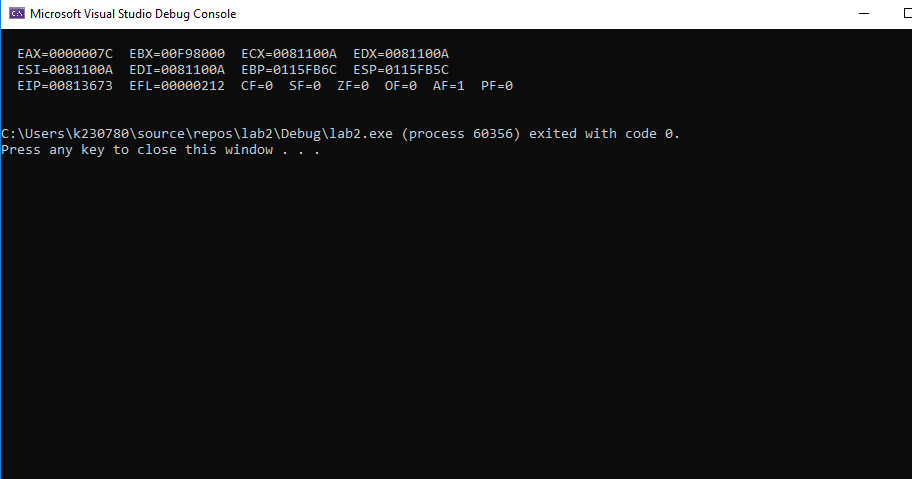 Microsoft Visual Studio Debug Console
EAX=0000007C  EBX=00F98000  ECX=0081100A  EDX=0081100A
ESI=0081100A  EDI=0081100A  EBP=0115FB6C  ESP=0115FB5C
EIP=00813673  EFL=00000212  CF=0  SF=0  ZF=0  OF=0  AF=1  PF=0
C:\Users\k230780\source\repos\lab2\Debug\lab2.exe (process 60356) exited with code 0.
Press any key to close this window . . .